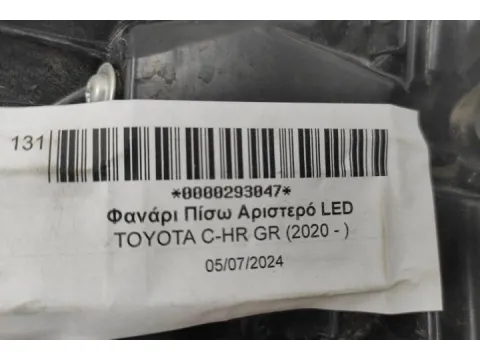 131
*0000293047*
Φανάρι Πίσω Αριστερό LED
TOYOTA C-HR GR (2020 - )
05/07/2024